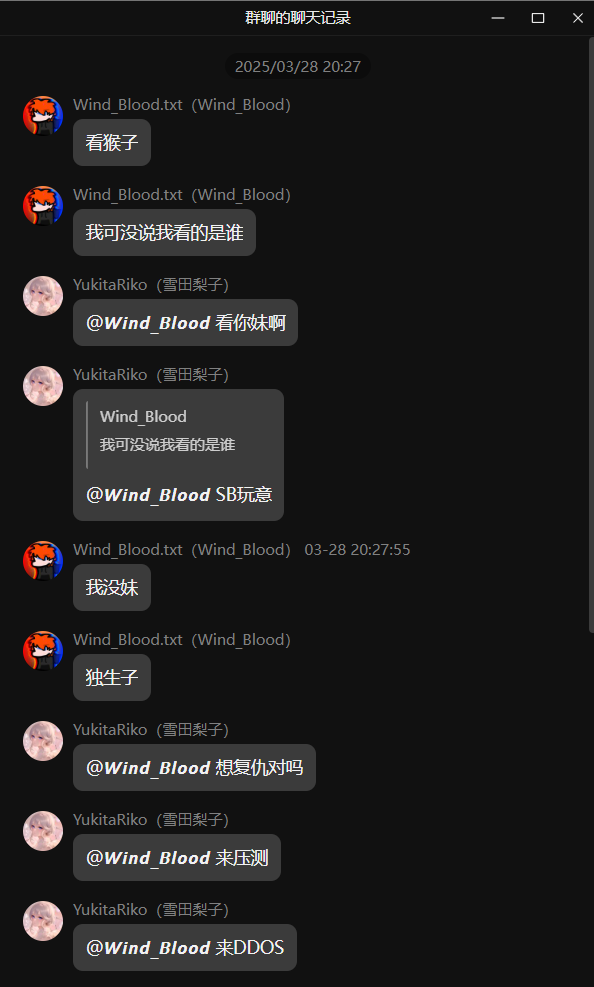 群聊的聊天记录
2025/03/28 20:27
Wind_Blood.txt（Wind_Blood）
看猴子
Wind_Blood.txt（Wind_Blood）
我可没说我看的是谁
YukitaRiko（雪田梨子）
@Wind_Blood 看你妹啊
YukitaRiko（雪田梨子）
Wind_Blood
我可没说我看的是谁
@Wind_Blood SB玩意
Wind_Blood.txt（Wind_Blood） 03-28 20:27:55
我没妹
Wind_Blood.txt（Wind_Blood）
独生子
YukitaRiko（雪田梨子）
@Wind_Blood 想复仇对吗
YukitaRiko（雪田梨子）
@Wind_Blood 来压测
YukitaRiko（雪田梨子）
@Wind_Blood 来DDOS